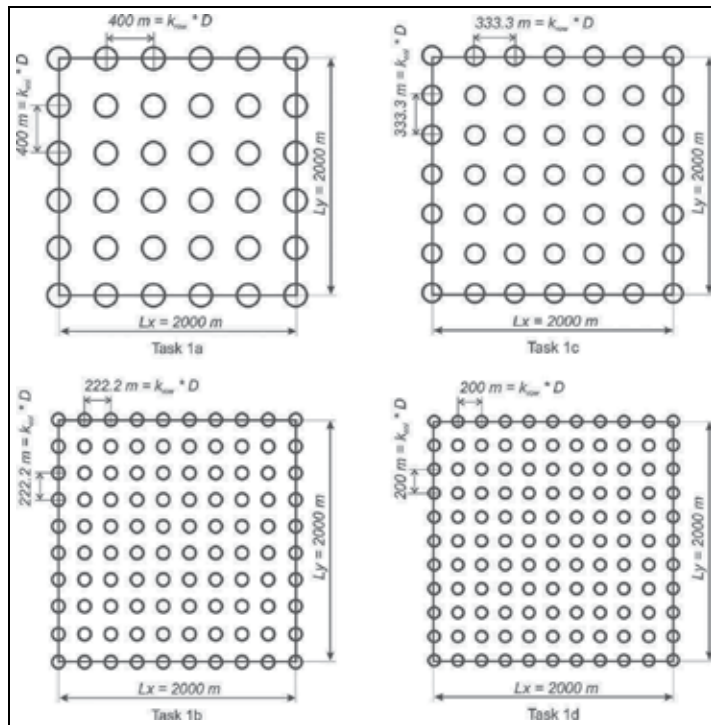 400 m = k_row * D
400 m = k_col * D
Ly = 2000 m
Lx = 2000 m
Task 1a
333.3 m = k_row * D
333.3 m = k_col * D
Ly = 2000 m
Lx = 2000 m
Task 1c
222.2 m = k_row * D
222.2 m = k_col * D
Ly = 2000 m
Lx = 2000 m
Task 1b
200 m = k_row * D
200 m = k_col * D
Ly = 2000 m
Lx = 2000 m
Task 1d